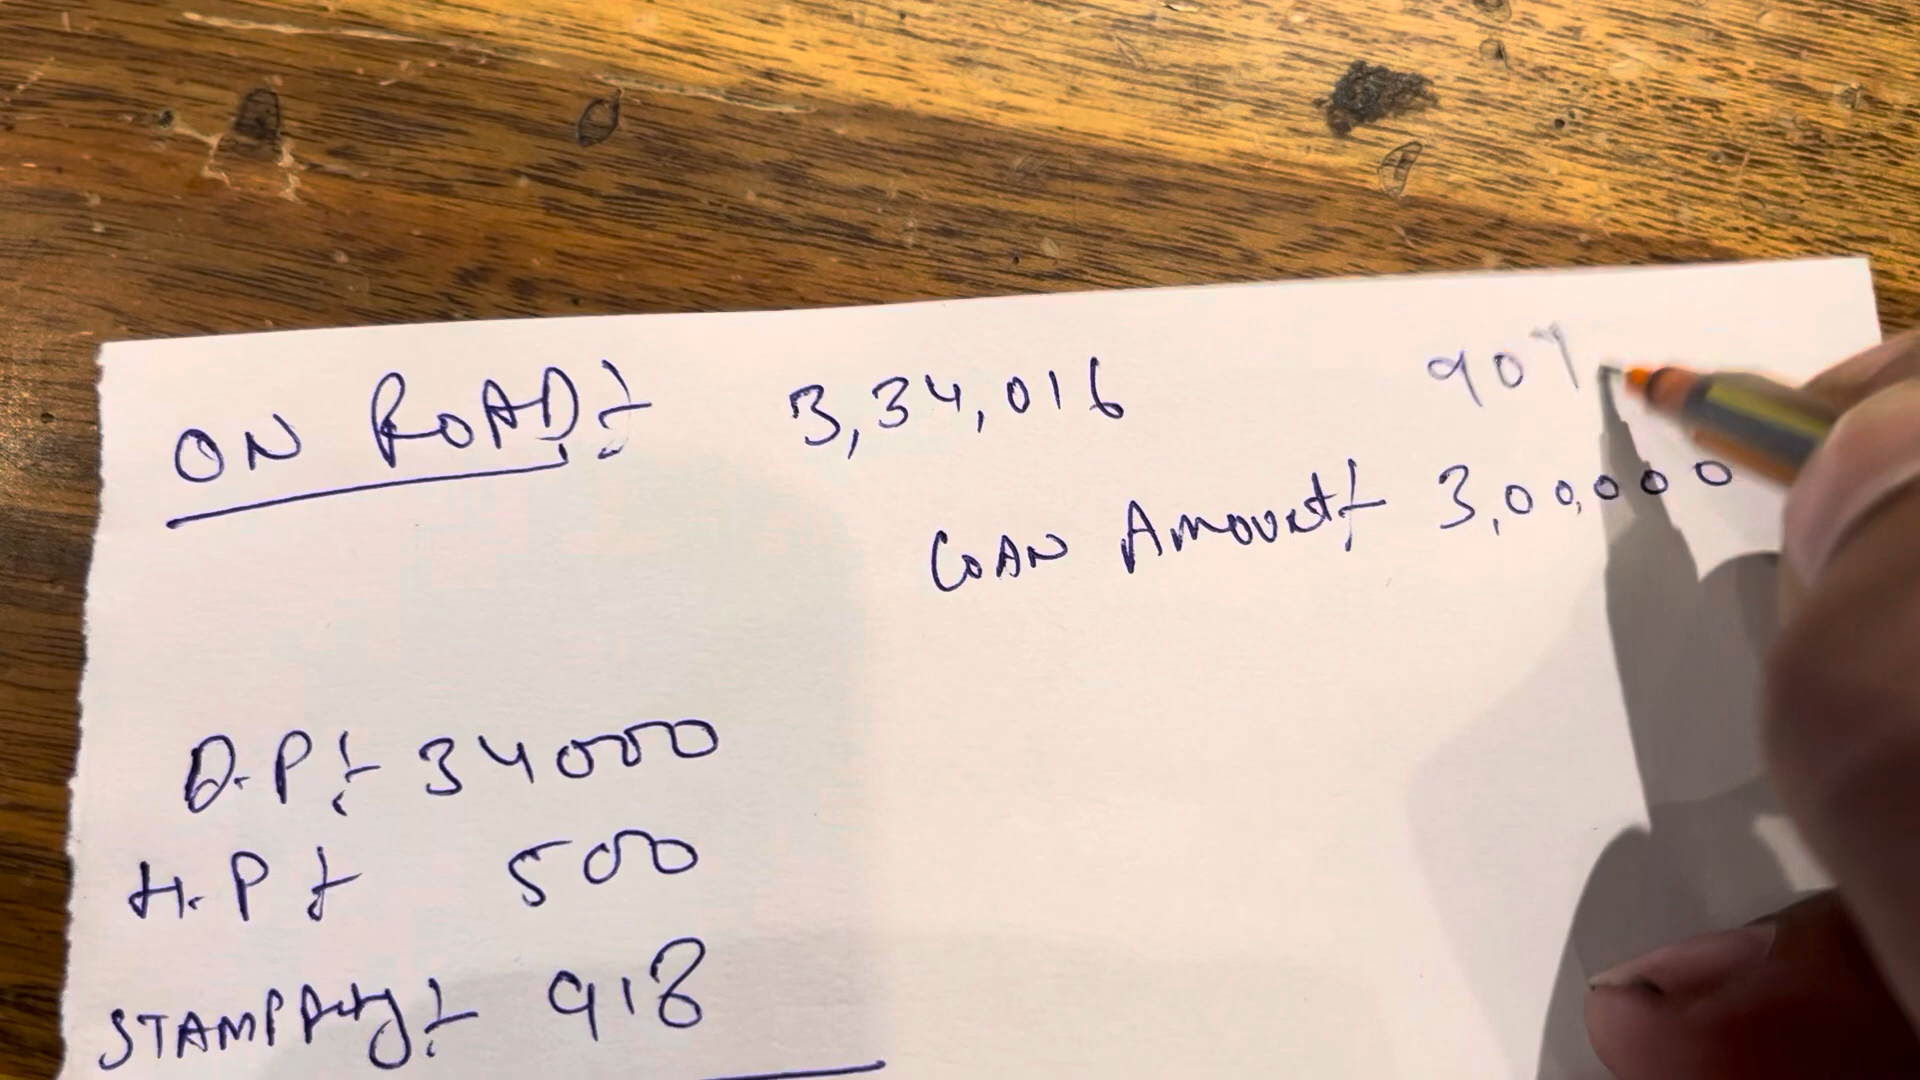 ON ROAD:- 3,34,016
90%
LOAN Amount:- 3,00,000
D.P:- 34000
H.P:- 500
STAMP Duty:- 918